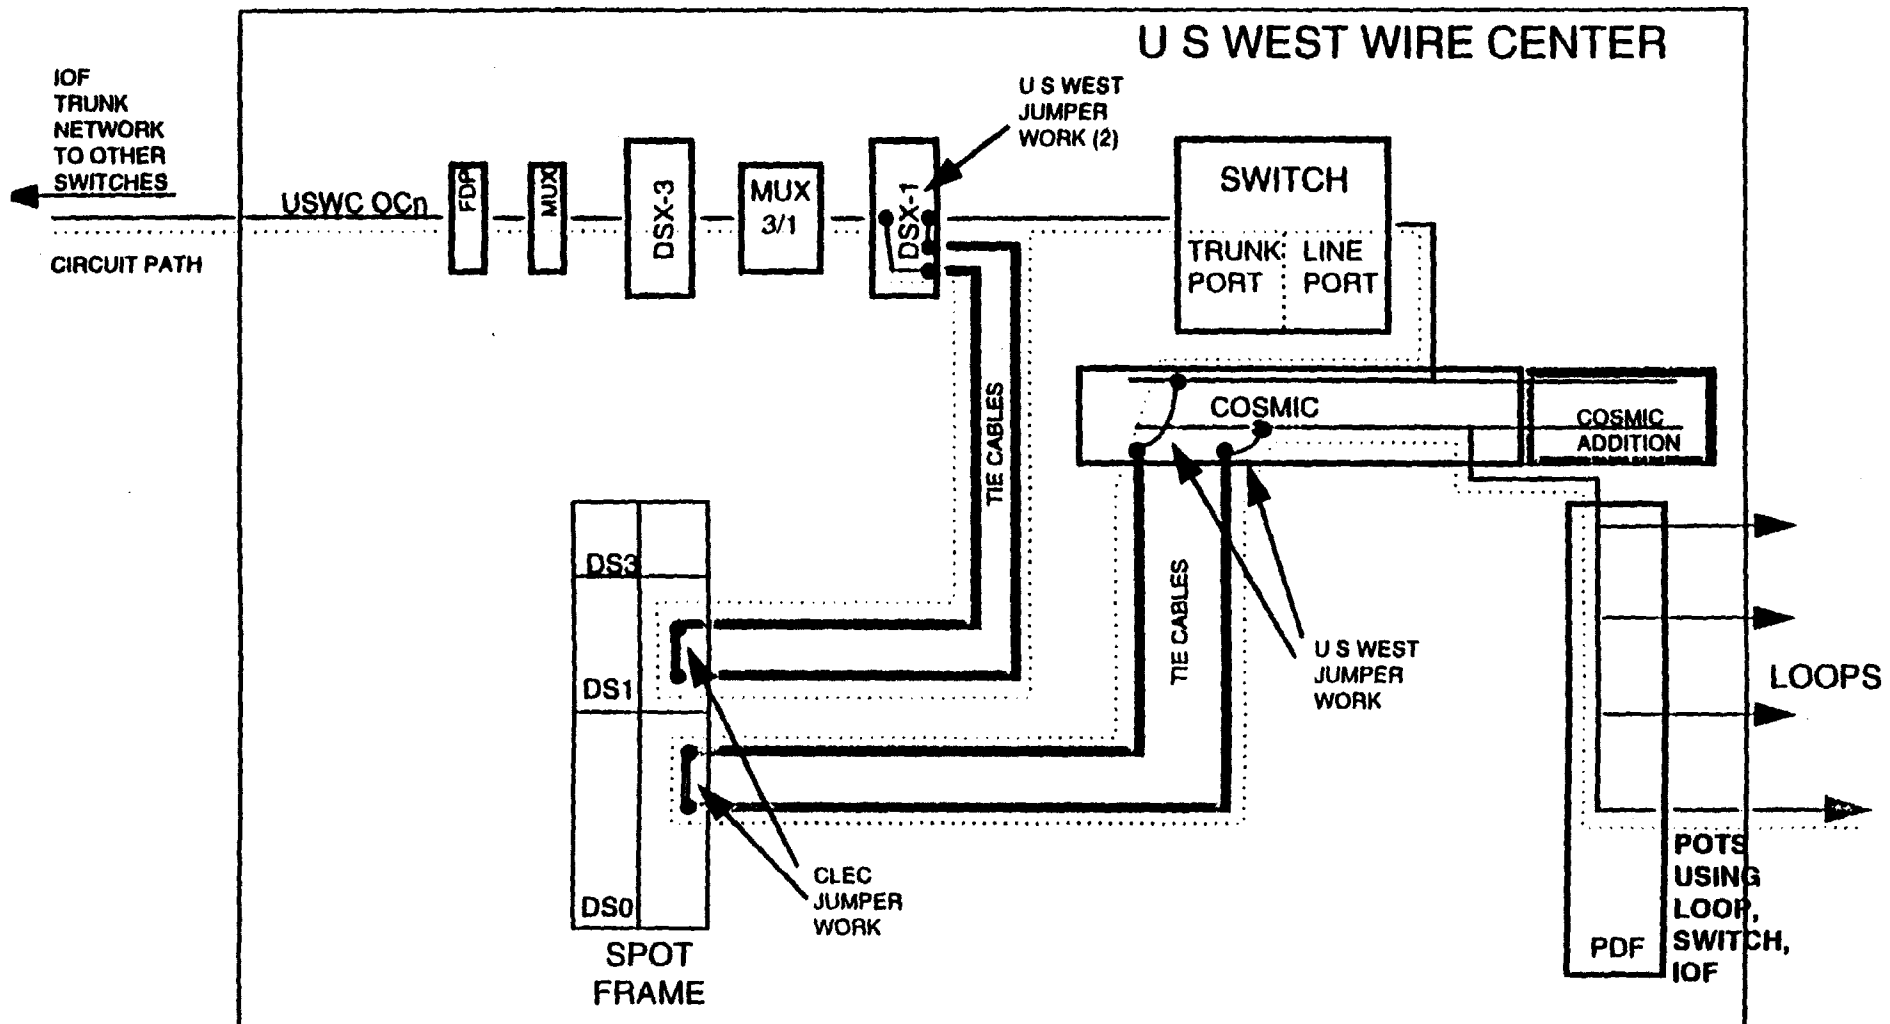 U S WEST WIRE CENTER
IOF
TRUNK
NETWORK
TO OTHER
SWITCHES
U S WEST
JUMPER
WORK (2)
USWC OCn
FDP
MUX
DSX-3
MUX
3/1
DSX-1
SWITCH
TRUNK
PORT
LINE
PORT
CIRCUIT PATH
TIE CABLES
COSMIC
COSMIC
ADDITION
DS3
DS1
DS0
TIE CABLES
U S WEST
JUMPER
WORK
LOOPS
CLEC
JUMPER
WORK
SPOT
FRAME
PDF
POTS
USING
LOOP,
SWITCH,
IOF